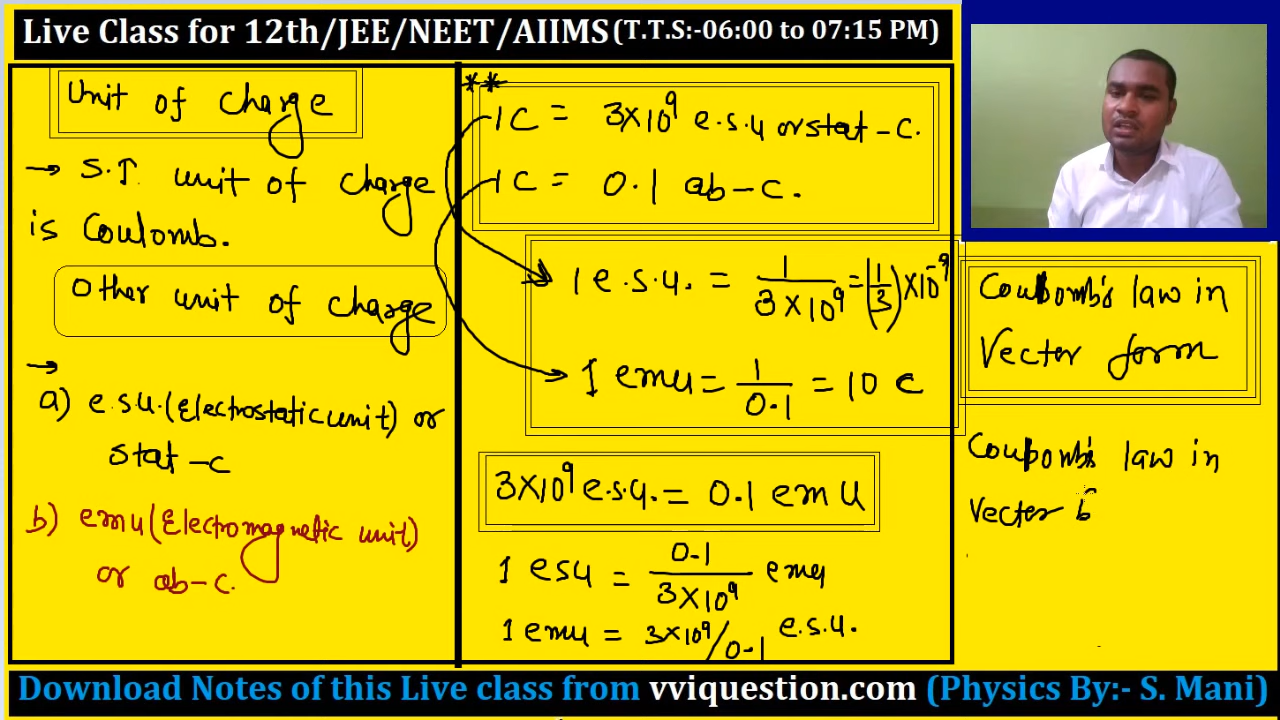 Live Class for 12th/JEE/NEET/AIIMS(T.T.S:-06:00 to 07:15 PM)
Unit of charge
→ S.I. unit of charge
is Coulomb.
Other unit of charge
→
a) e.s.u.(Electrostatic unit) or
stat-c
b) emu(Electromagnetic unit)
or ab-c.
**
1C = 3×10⁹ e.s.u or stat-c.
1C = 0.1 ab-c.
1 e.s.u. = 1/(3×10⁹) = (1/3)×10⁻⁹
1 emu = 1/0.1 = 10 C
3×10⁹ e.s.u. = 0.1 emu
1 esu = 0.1/(3×10⁹) emu
1 emu = 3×10⁹/0.1 e.s.u.
Coulomb's law in
Vector form
Coulomb's law in
Vector
Download Notes of this Live class from vviquestion.com (Physics By:- S. Mani)